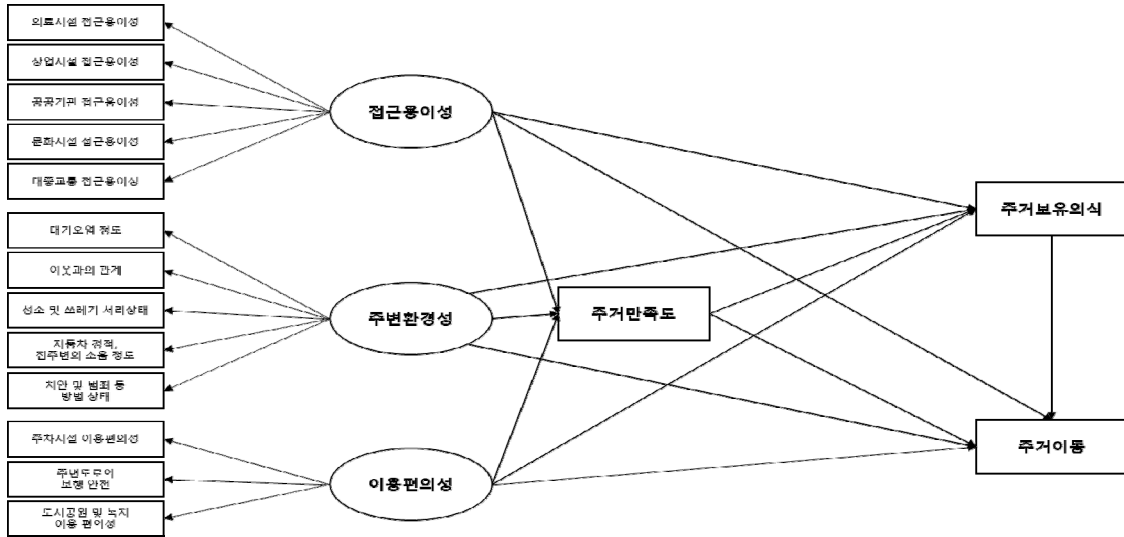 의료시설 접근용이성
상업시설 접근용이성
공공기관 접근용이성
문화시설 접근용이성
대중교통 접근용이성
접근용이성
주거보유의식
대기오염 정도
이웃과의 관계
청소 및 쓰레기 처리상태
자동차 경적,
집주변의 소음 정도
치안 및 범죄 등
방범 상태
주변환경성
주거만족도
주차시설 이용편의성
주변도로의
보행 안전
도시공원 및 녹지
이용 편이성
이용편의성
주거이동